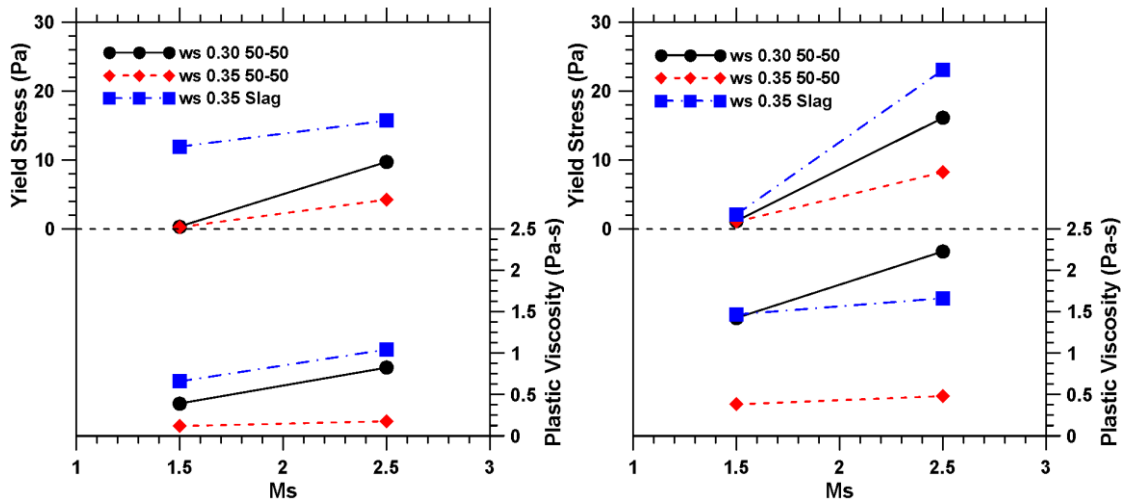 30
20
10
0
Yield Stress (Pa)
ws 0.30 50-50
ws 0.35 50-50
ws 0.35 Slag
2.5
2
1.5
1
0.5
0
Plastic Viscosity (Pa-s)
1 1.5 2 2.5 3
Ms
30
20
10
0
Yield Stress (Pa)
ws 0.30 50-50
ws 0.35 50-50
ws 0.35 Slag
2.5
2
1.5
1
0.5
0
Plastic Viscosity (Pa-s)
1 1.5 2 2.5 3
Ms